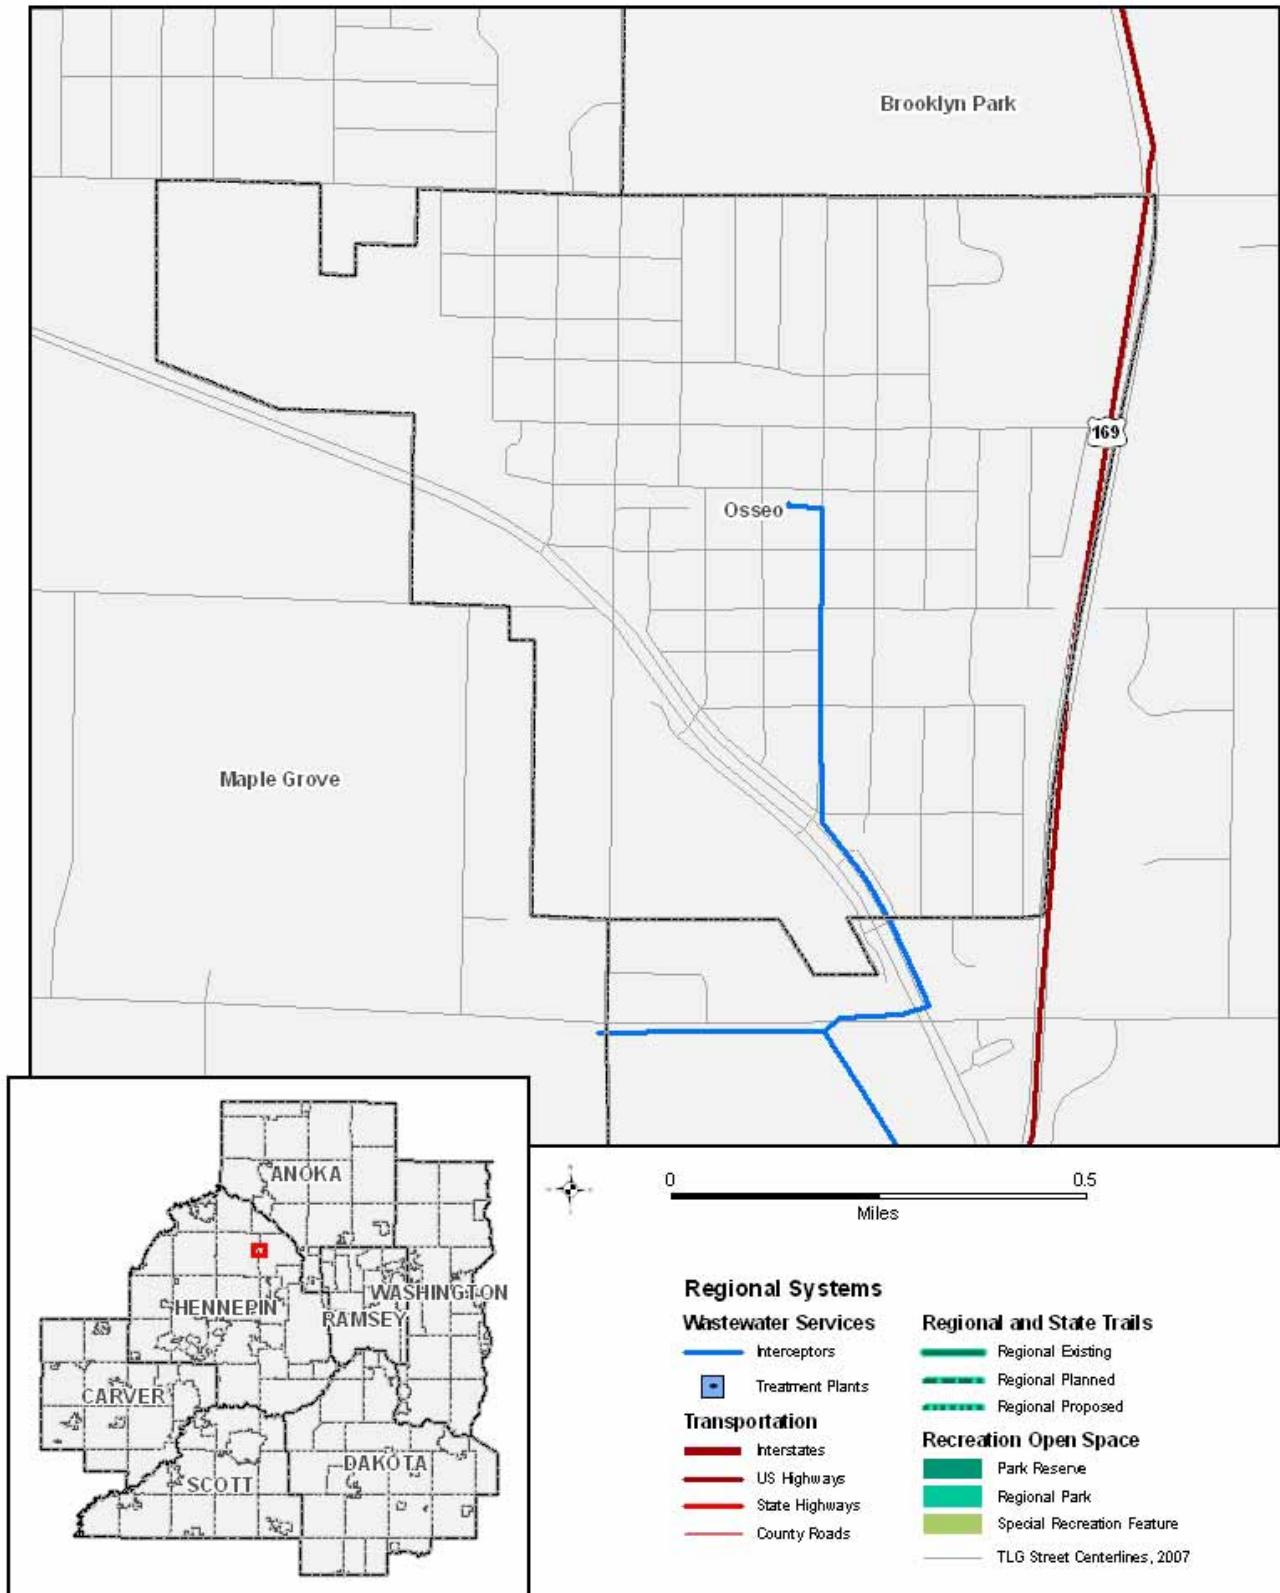 Brooklyn Park
169
Osseo
Maple Grove
ANOKA
HENNEPIN
WASHINGTON
RAMSEY
CARVER
SCOTT
DAKOTA
0
0.5
Miles
Regional Systems
Wastewater Services
Interceptors
Treatment Plants
Transportation
Interstates
US Highways
State Highways
County Roads
Regional and State Trails
Regional Existing
Regional Planned
Regional Proposed
Recreation Open Space
Park Reserve
Regional Park
Special Recreation Feature
TLG Street Centerlines, 2007